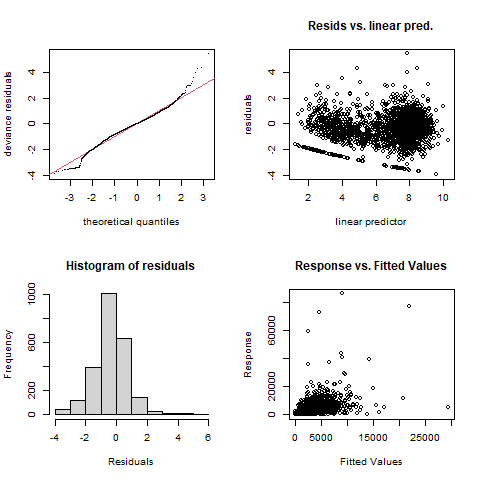 deviance residuals
-4 -2 0 2 4
-3 -2 -1 0 1 2 3
theoretical quantiles
Resids vs. linear pred.
residuals
-4 -2 0 2 4
2 4 6 8 10
linear predictor
Histogram of residuals
Frequency
0 200 600 1000
-4 -2 0 2 4 6
Residuals
Response vs. Fitted Values
Response
0 20000 60000
0 5000 15000 25000
Fitted Values